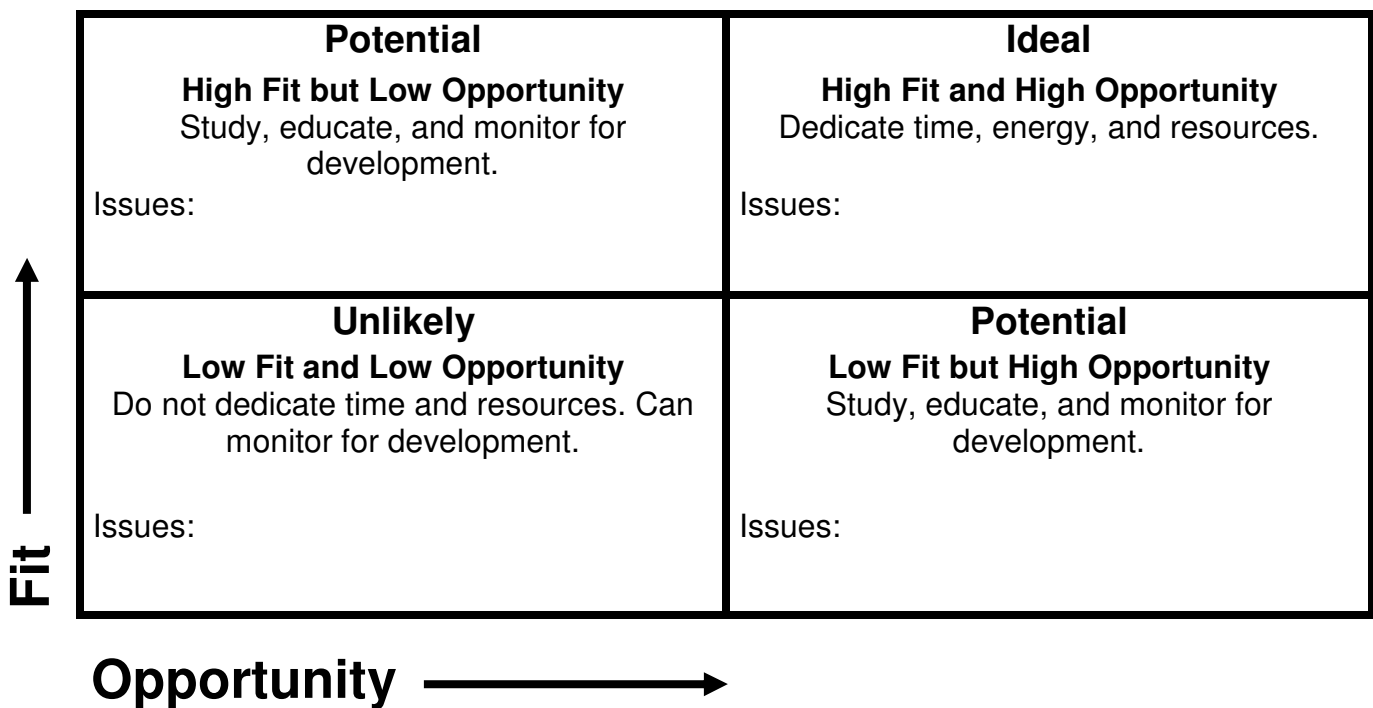 Potential
High Fit but Low Opportunity
Study, educate, and monitor for
development.
Issues:
Ideal
High Fit and High Opportunity
Dedicate time, energy, and resources.
Issues:
Unlikely
Low Fit and Low Opportunity
Do not dedicate time and resources. Can
monitor for development.
Issues:
Potential
Low Fit but High Opportunity
Study, educate, and monitor for
development.
Issues:
Fit
Opportunity